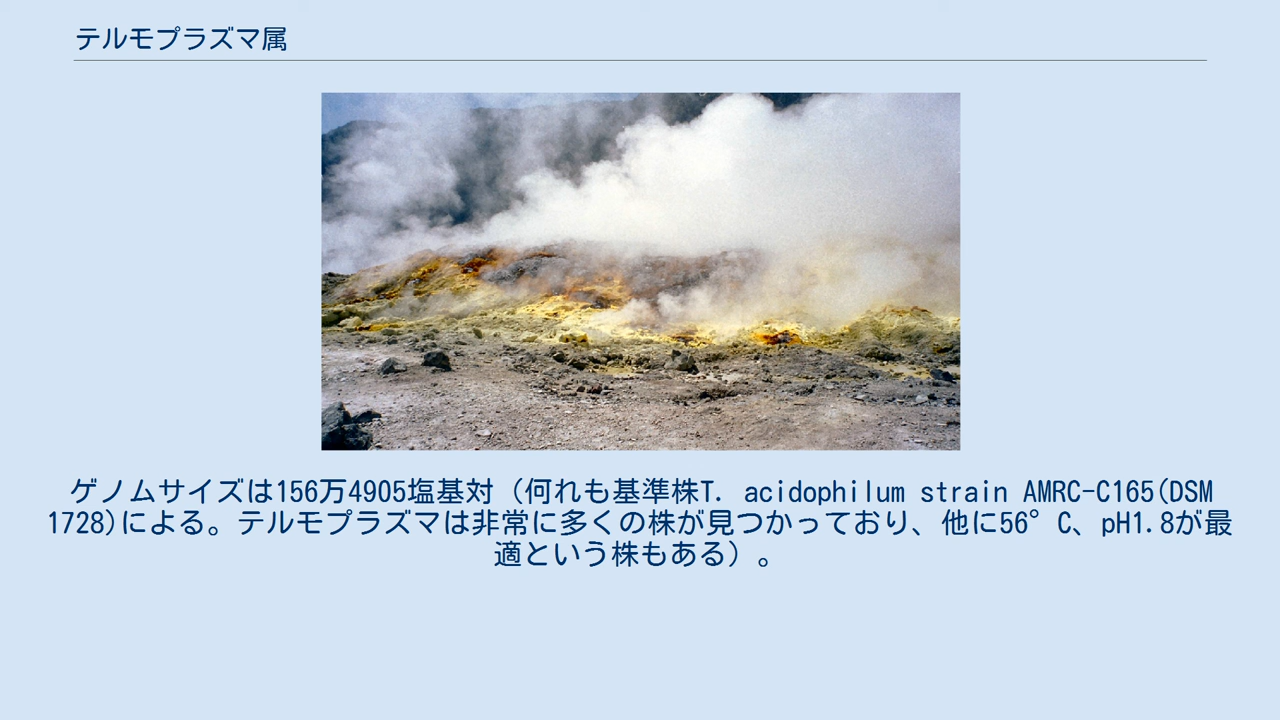 テルモプラズマ属
ゲノムサイズは156万4905塩基対（何れも基準株T. acidophilum strain AMRC-C165(DSM
1728)による。テルモプラズマは非常に多くの株が見つかっており、他に56°C、pH1.8が最
適という株もある）。